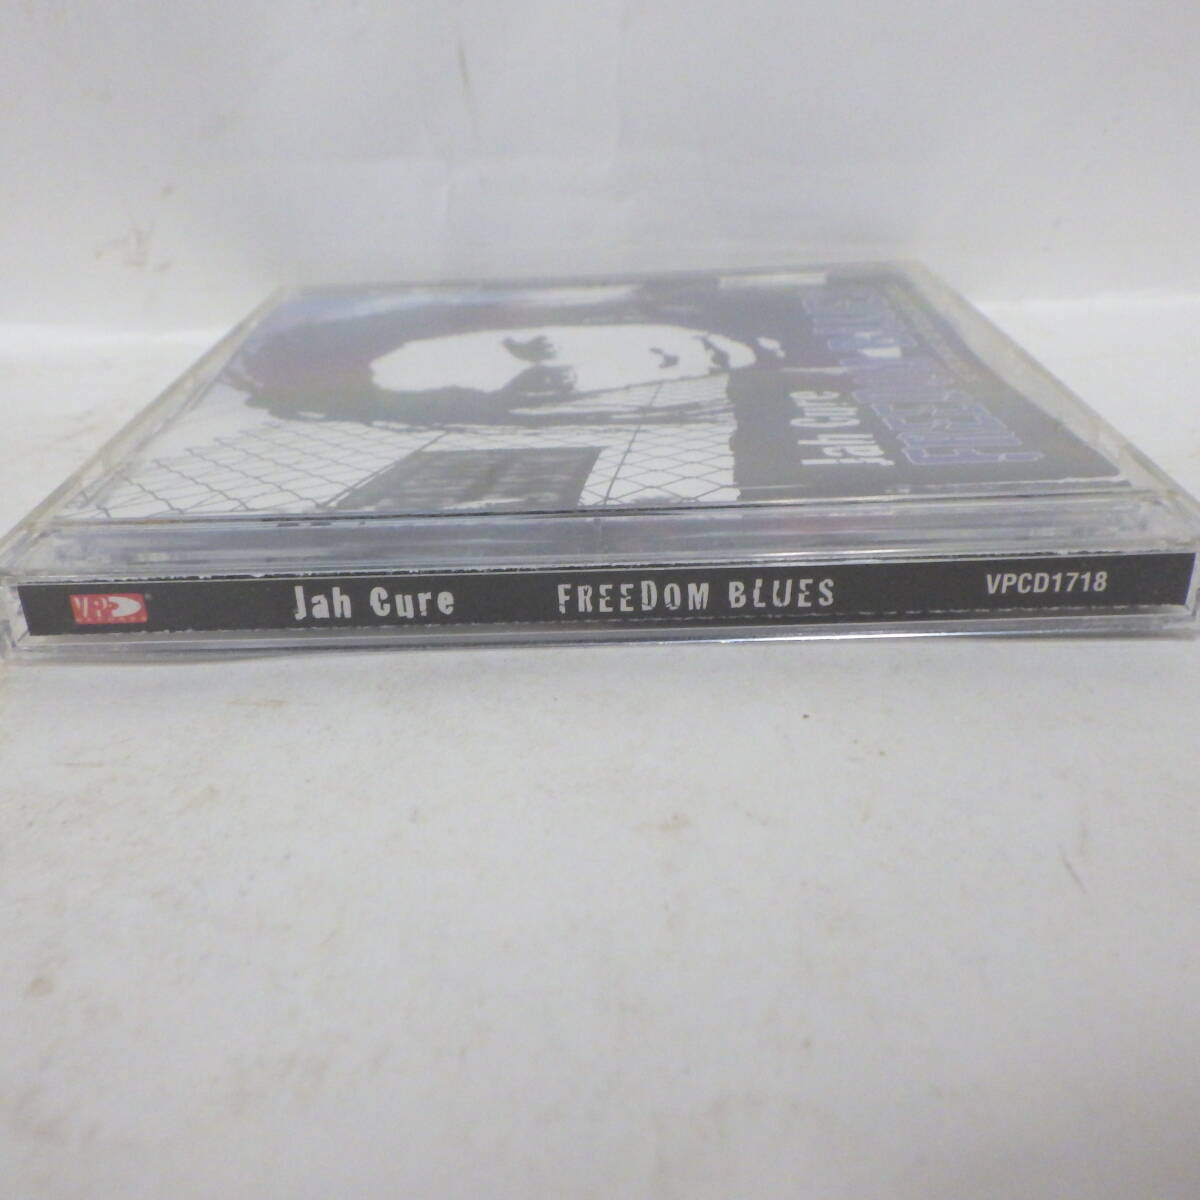 jah cure
FREEDOM BLUES
VP
Jah Cure FREEDOM BLUES VPCD1718